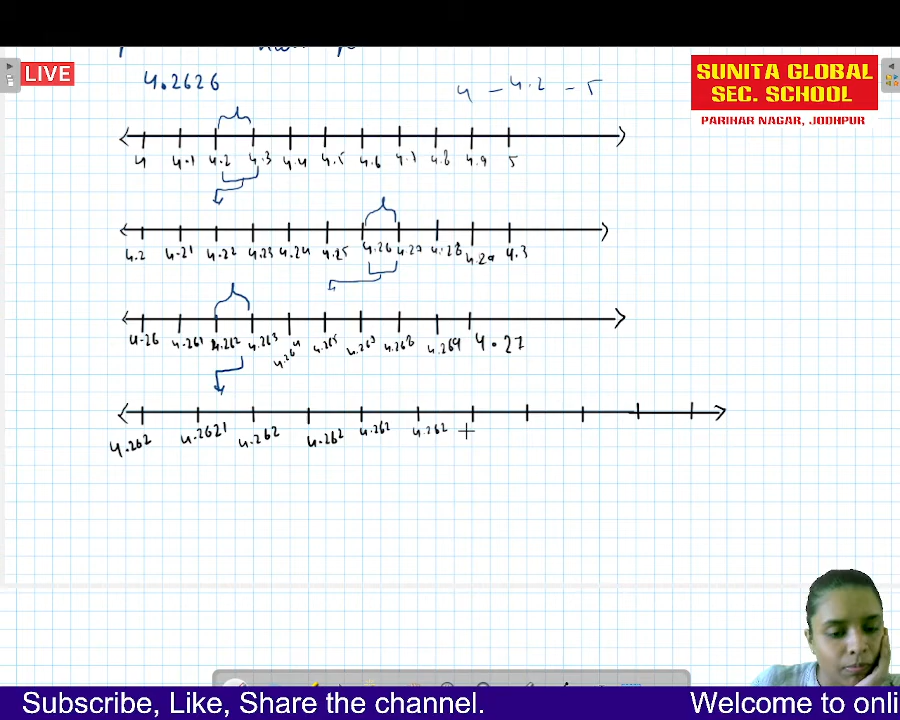 LIVE
4.2626
4 – 4.2 – 5
SUNITA GLOBAL
SEC. SCHOOL
PARIHAR NAGAR, JODHPUR
4 4.1 4.2 4.3 4.4 4.5 4.6 4.7 4.8 4.9 5
4.2 4.21 4.22 4.23 4.24 4.25 4.26 4.27 4.28 4.29 4.3
4.26 4.261 4.262 4.263 4.264 4.265 4.268 4.269 4.27
4.262 4.2621 4.262 4.262 4.262 4.262
Subscribe, Like, Share the channel.
Welcome to onli